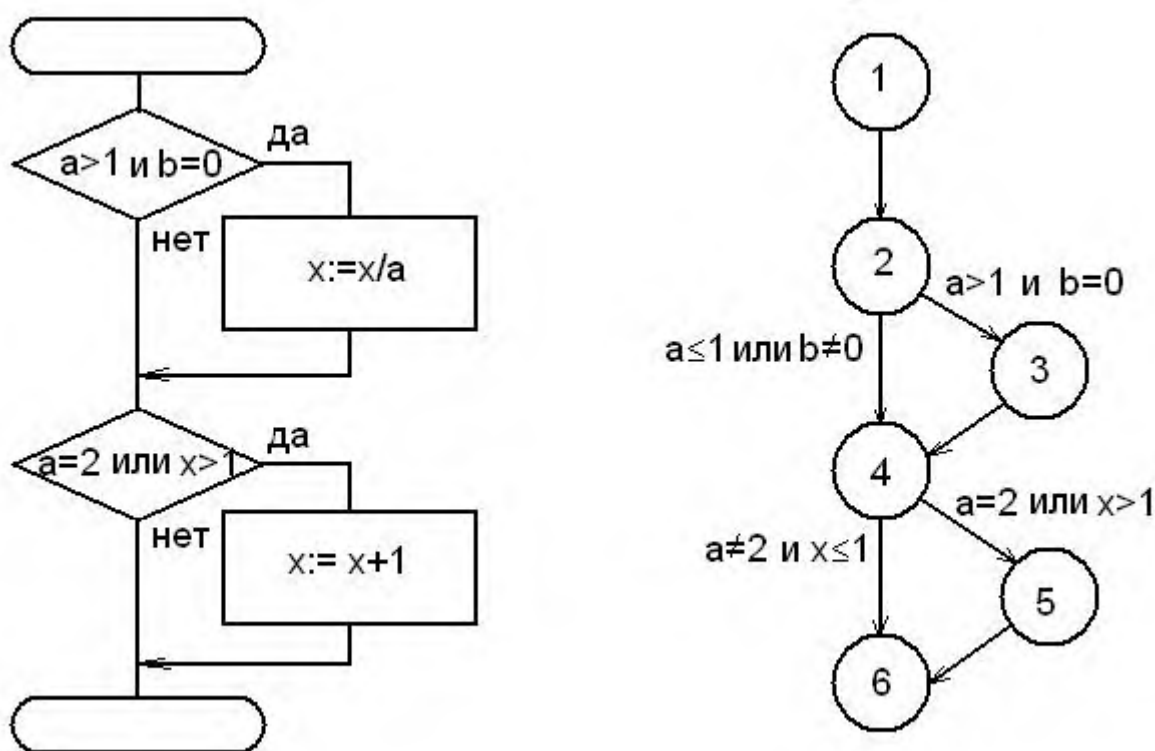 a>1 и b=0
да
нет
x:=x/a
a=2 или x>1
да
нет
x:= x+1
1
2
a>1 и b=0
a≤1 или b≠0
3
4
a=2 или x>1
a≠2 и x≤1
5
6